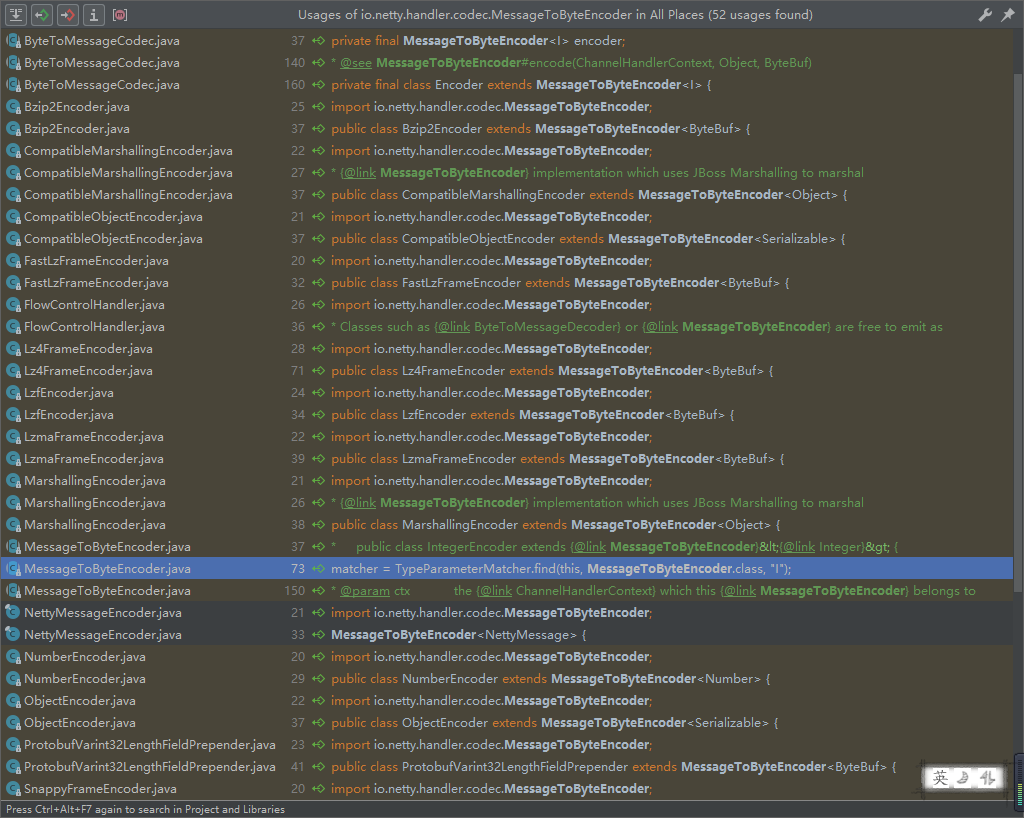 Usages of io.netty.handler.codec.MessageToByteEncoder in All Places (52 usages found)
ByteToMessageCodec.java 37 private final MessageToByteEncoder<I> encoder;
ByteToMessageCodec.java 140 * @see MessageToByteEncoder#encode(ChannelHandlerContext, Object, ByteBuf)
ByteToMessageCodec.java 160 private final class Encoder extends MessageToByteEncoder<I> {
Bzip2Encoder.java 25 import io.netty.handler.codec.MessageToByteEncoder;
Bzip2Encoder.java 37 public class Bzip2Encoder extends MessageToByteEncoder<ByteBuf> {
CompatibleMarshallingEncoder.java 22 import io.netty.handler.codec.MessageToByteEncoder;
CompatibleMarshallingEncoder.java 27 * {@link MessageToByteEncoder} implementation which uses JBoss Marshalling to marshal
CompatibleMarshallingEncoder.java 37 public class CompatibleMarshallingEncoder extends MessageToByteEncoder<Object> {
CompatibleObjectEncoder.java 21 import io.netty.handler.codec.MessageToByteEncoder;
CompatibleObjectEncoder.java 37 public class CompatibleObjectEncoder extends MessageToByteEncoder<Serializable> {
FastLzFrameEncoder.java 20 import io.netty.handler.codec.MessageToByteEncoder;
FastLzFrameEncoder.java 32 public class FastLzFrameEncoder extends MessageToByteEncoder<ByteBuf> {
FlowControlHandler.java 26 import io.netty.handler.codec.MessageToByteEncoder;
FlowControlHandler.java 36 * Classes such as {@link ByteToMessageDecoder} or {@link MessageToByteEncoder} are free to emit as
Lz4FrameEncoder.java 28 import io.netty.handler.codec.MessageToByteEncoder;
Lz4FrameEncoder.java 71 public class Lz4FrameEncoder extends MessageToByteEncoder<ByteBuf> {
LzfEncoder.java 24 import io.netty.handler.codec.MessageToByteEncoder;
LzfEncoder.java 34 public class LzfEncoder extends MessageToByteEncoder<ByteBuf> {
LzmaFrameEncoder.java 22 import io.netty.handler.codec.MessageToByteEncoder;
LzmaFrameEncoder.java 39 public class LzmaFrameEncoder extends MessageToByteEncoder<ByteBuf> {
MarshallingEncoder.java 21 import io.netty.handler.codec.MessageToByteEncoder;
MarshallingEncoder.java 26 * {@link MessageToByteEncoder} implementation which uses JBoss Marshalling to marshal
MarshallingEncoder.java 38 public class MarshallingEncoder extends MessageToByteEncoder<Object> {
MessageToByteEncoder.java 37 * public class IntegerEncoder extends {@link MessageToByteEncoder}&lt;{@link Integer}&gt; {
MessageToByteEncoder.java 73 matcher = TypeParameterMatcher.find(this, MessageToByteEncoder.class, "I");
MessageToByteEncoder.java 150 * @param ctx the {@link ChannelHandlerContext} which this {@link MessageToByteEncoder} belongs to
NettyMessageEncoder.java 21 import io.netty.handler.codec.MessageToByteEncoder;
NettyMessageEncoder.java 33 MessageToByteEncoder<NettyMessage> {
NumberEncoder.java 20 import io.netty.handler.codec.MessageToByteEncoder;
NumberEncoder.java 29 public class NumberEncoder extends MessageToByteEncoder<Number> {
ObjectEncoder.java 22 import io.netty.handler.codec.MessageToByteEncoder;
ObjectEncoder.java 37 public class ObjectEncoder extends MessageToByteEncoder<Serializable> {
ProtobufVarint32LengthFieldPrepender.java 23 import io.netty.handler.codec.MessageToByteEncoder;
ProtobufVarint32LengthFieldPrepender.java 41 public class ProtobufVarint32LengthFieldPrepender extends MessageToByteEncoder<ByteBuf> {
SnappyFrameEncoder.java 20 import io.netty.handler.codec.MessageToByteEncoder;
英
Press Ctrl+Alt+F7 again to search in Project and Libraries